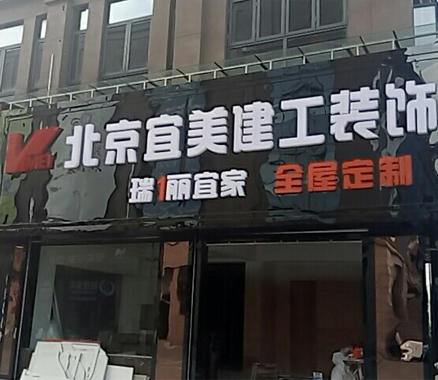 北京宜美建工装饰
瑞1丽宜家 全屋定制